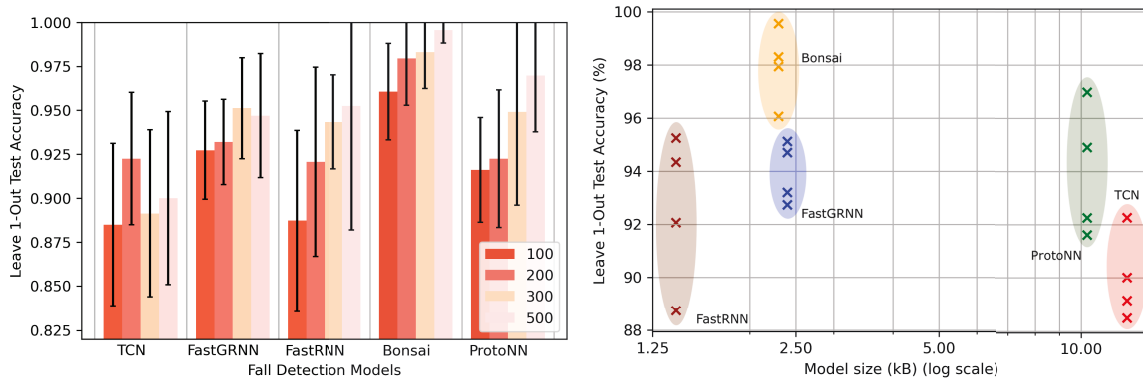 Leave 1-Out Test Accuracy
1.000
0.975
0.950
0.925
0.900
0.875
0.850
0.825
100
200
300
500
TCN FastGRNN FastRNN Bonsai ProtoNN
Fall Detection Models
Leave 1-Out Test Accuracy (%)
100
98
96
94
92
90
88
Bonsai
FastGRNN
TCN
ProtoNN
FastRNN
1.25 2.50 5.00 10.00
Model size (kB) (log scale)